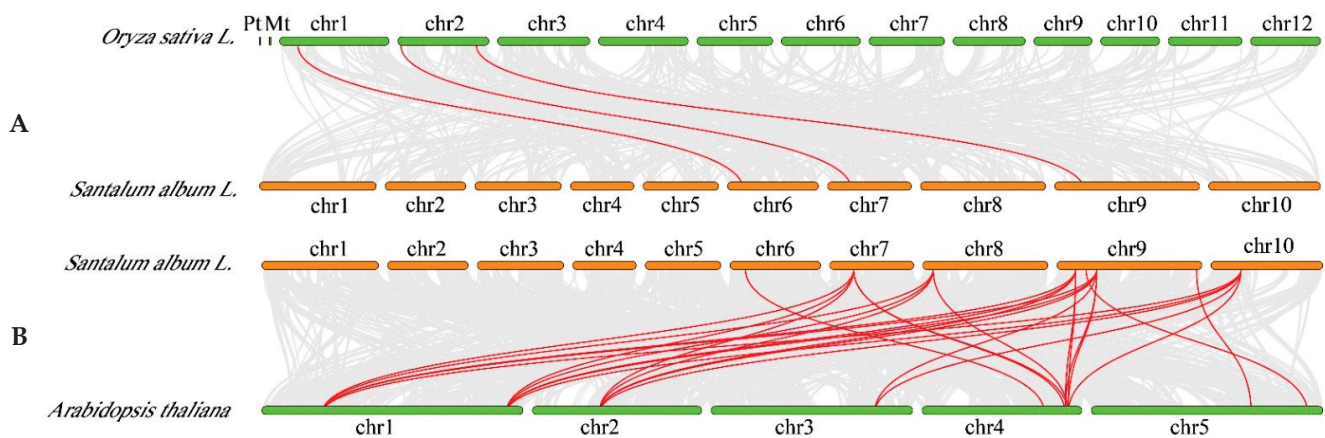 Pt Mt chr1 chr2 chr3 chr4 chr5 chr6 chr7 chr8 chr9 chr10 chr11 chr12
Oryza sativa L.
A
Santalum album L.
chr1 chr2 chr3 chr4 chr5 chr6 chr7 chr8 chr9 chr10
chr1 chr2 chr3 chr4 chr5 chr6 chr7 chr8 chr9 chr10
Santalum album L.
B
Arabidopsis thaliana
chr1 chr2 chr3 chr4 chr5